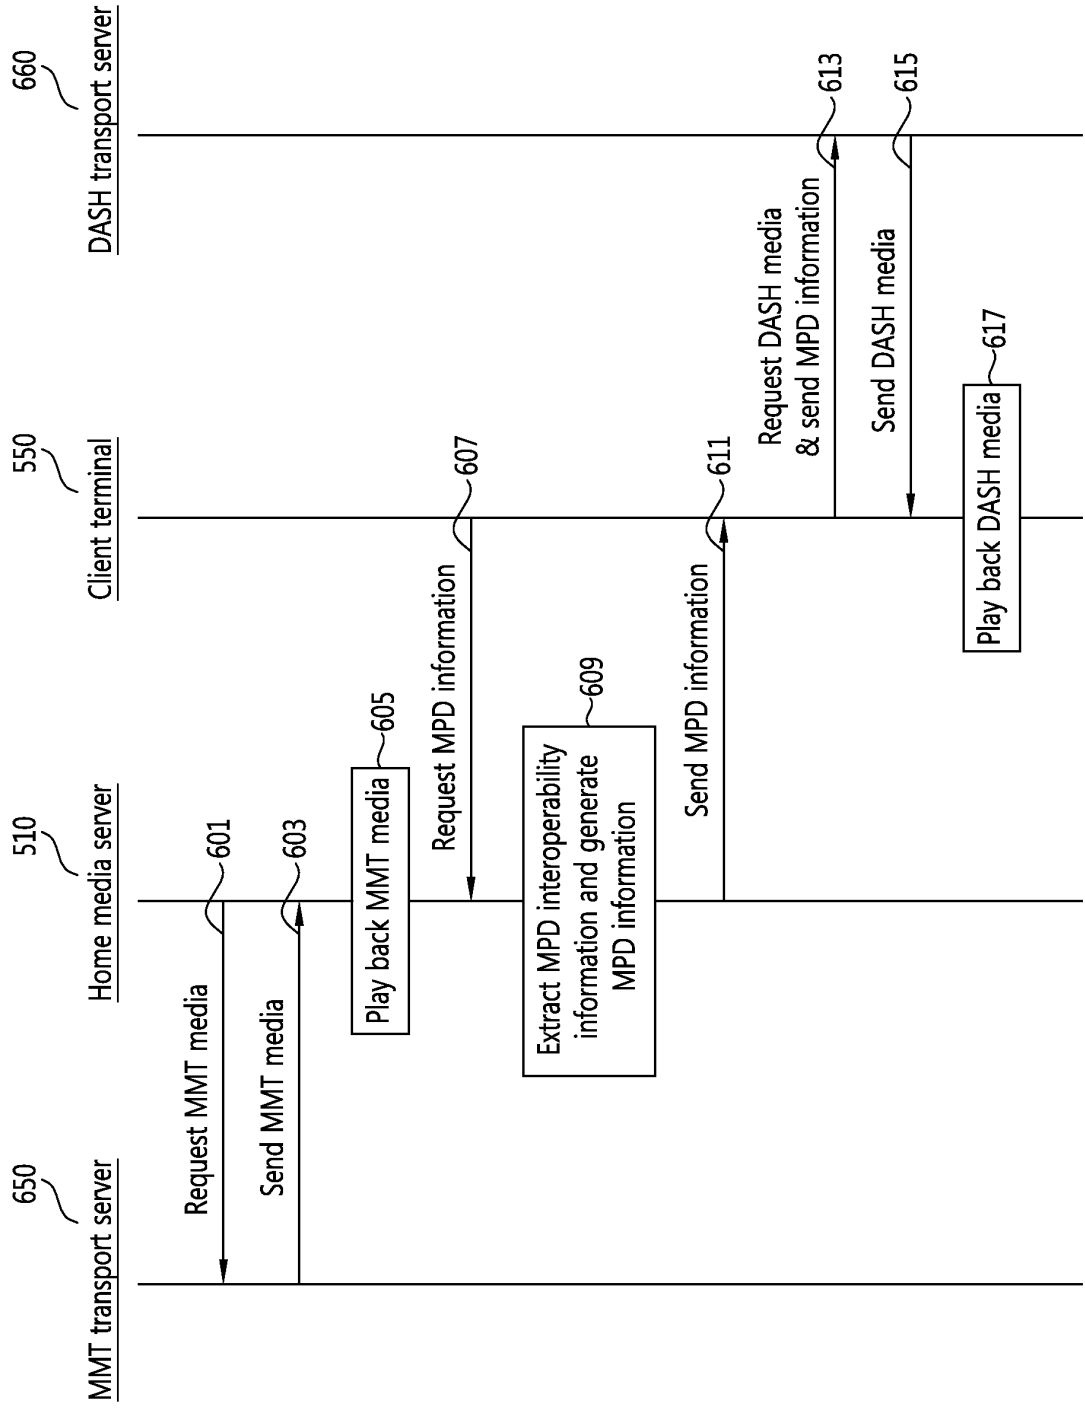 650
510
550
660
MMT transport server
Home media server
Client terminal
DASH transport server
Request MMT media
601
Send MMT media
603
Play back MMT media
605
Request MPD information
607
Extract MPD interoperability
information and generate
MPD information
609
Send MPD information
611
Request DASH media
& send MPD information
613
Send DASH media
615
Play back DASH media
617